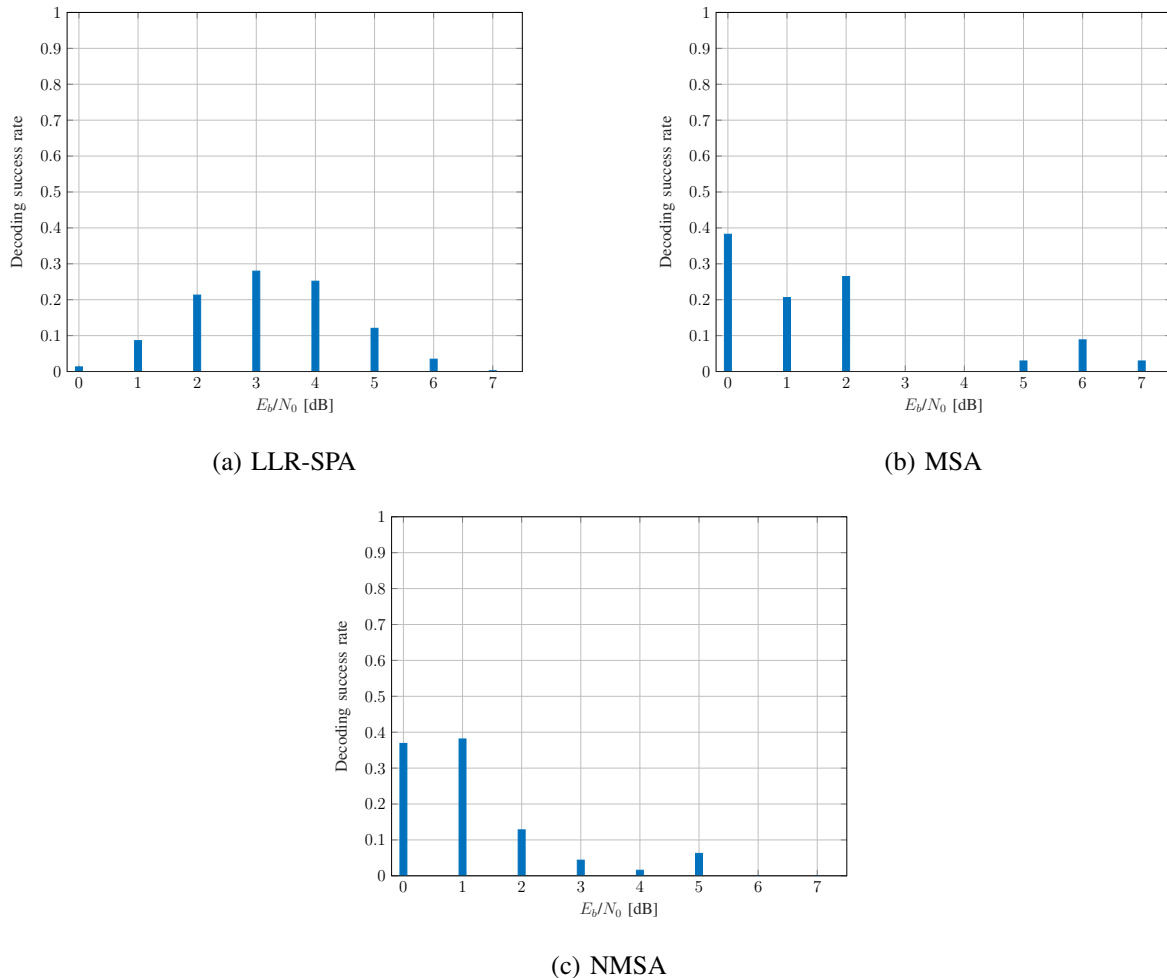 1
0.9
0.8
0.7
0.6
0.5
0.4
0.3
0.2
0.1
0
Decoding success rate
0 1 2 3 4 5 6 7
E_b/N_0 [dB]
(a) LLR-SPA
1
0.9
0.8
0.7
0.6
0.5
0.4
0.3
0.2
0.1
0
Decoding success rate
0 1 2 3 4 5 6 7
E_b/N_0 [dB]
(b) MSA
1
0.9
0.8
0.7
0.6
0.5
0.4
0.3
0.2
0.1
0
Decoding success rate
0 1 2 3 4 5 6 7
E_b/N_0 [dB]
(c) NMSA